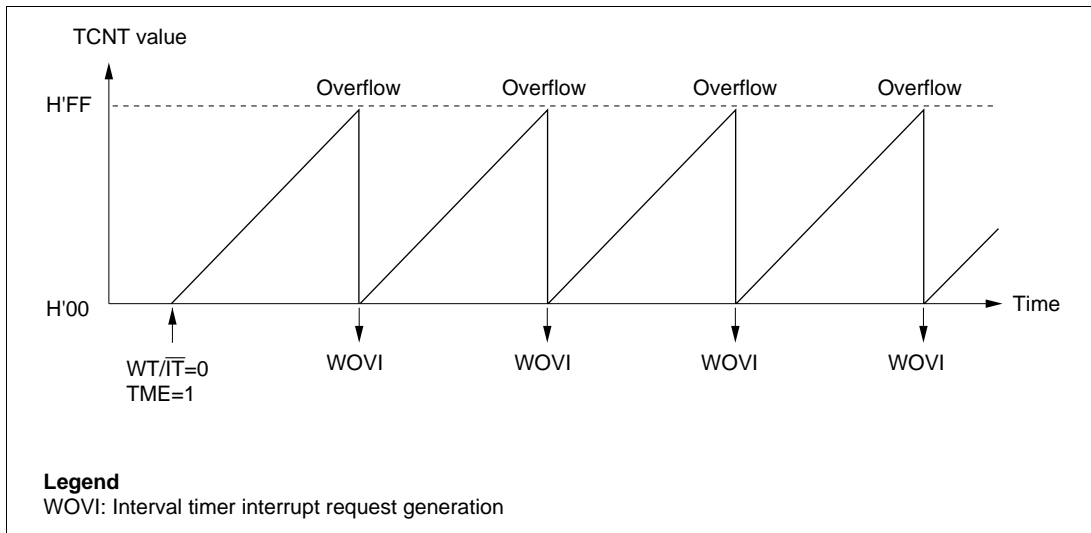 TCNT value
Overflow Overflow Overflow Overflow
H'FF
H'00
Time
WT/I̅T̅=0
TME=1
WOVI WOVI WOVI WOVI
Legend
WOVI: Interval timer interrupt request generation